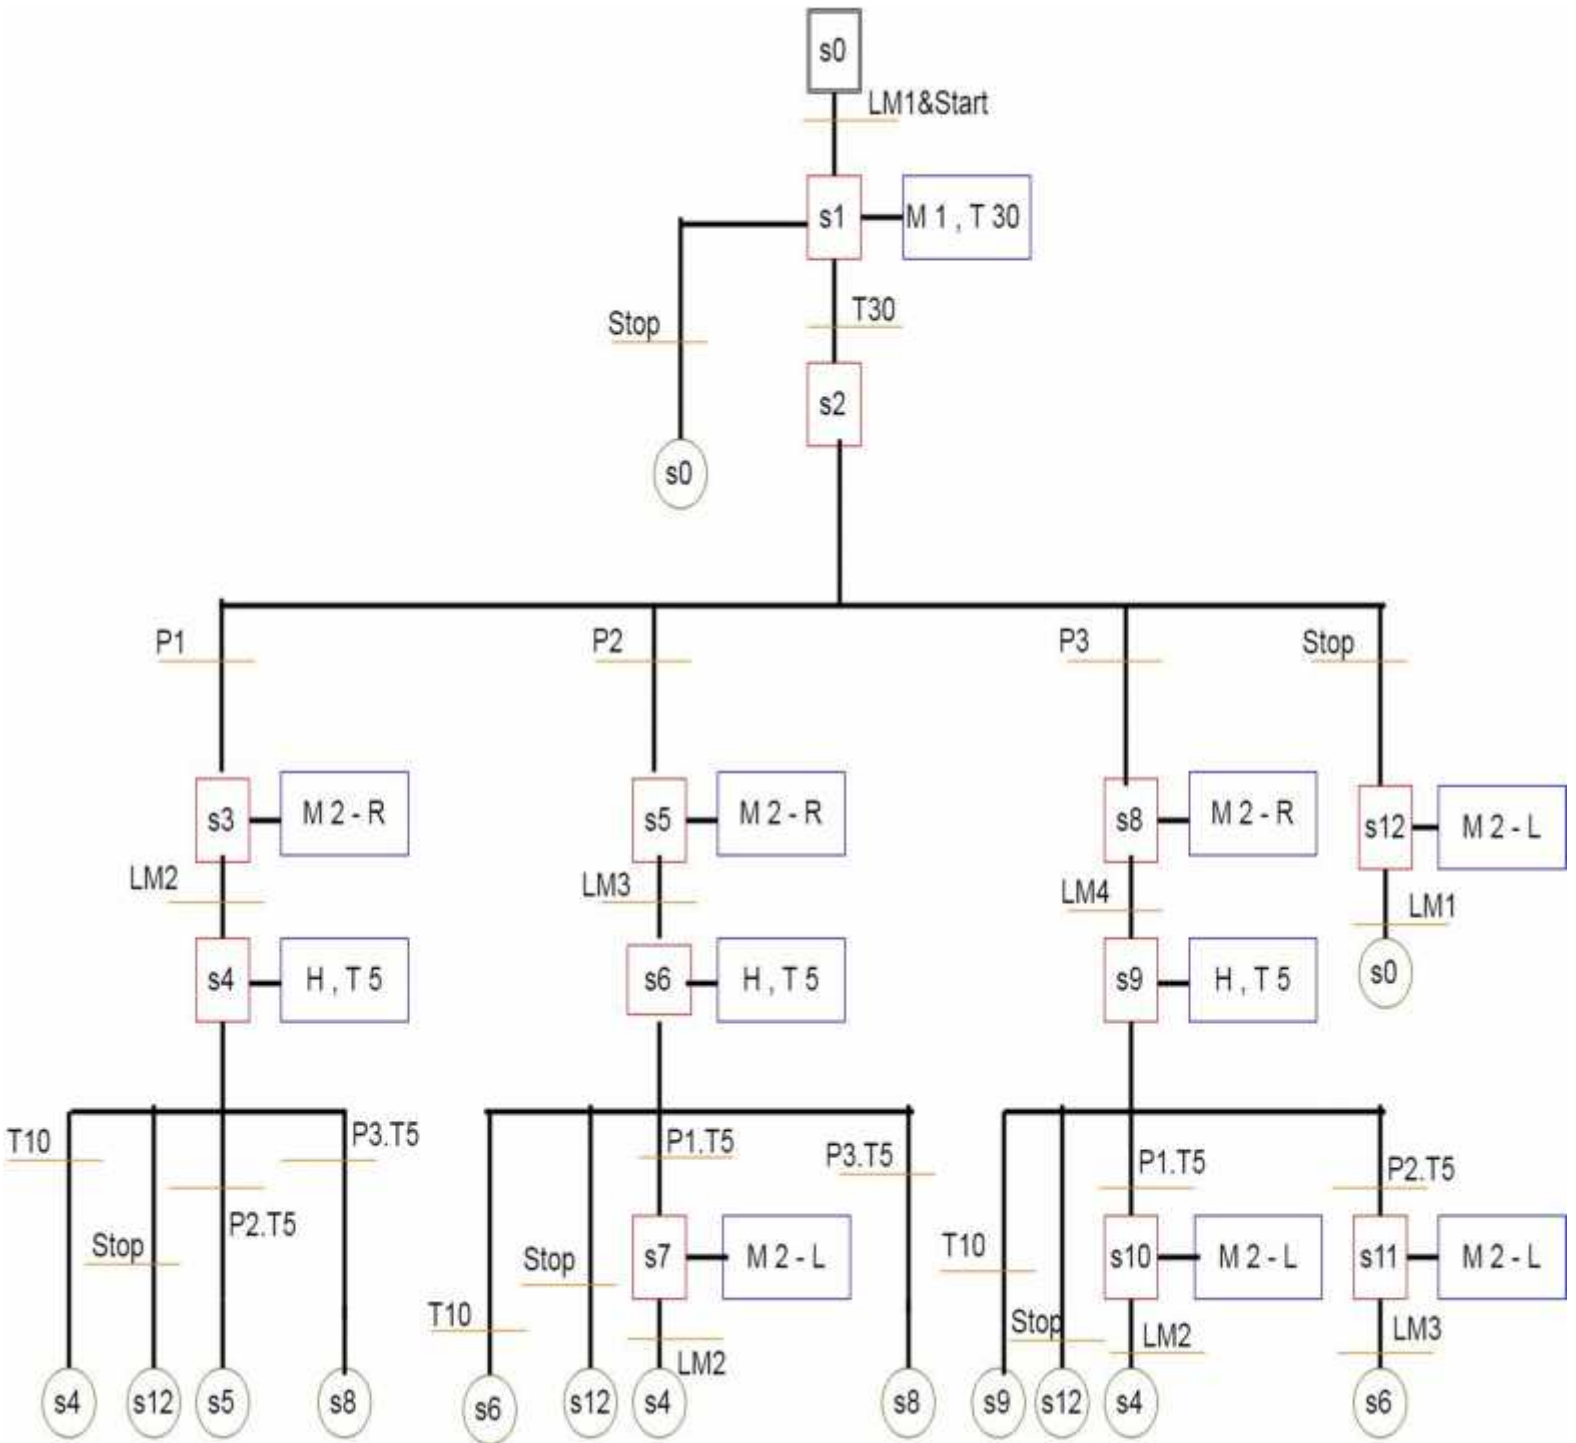 s0
LM1&Start
s1
M 1 , T 30
T30
Stop
s2
s0
P1
P2
P3
Stop
s3
M 2 - R
s5
M 2 - R
s8
M 2 - R
s12
M 2 - L
LM2
LM3
LM4
LM1
s4
H , T 5
s6
H , T 5
s9
H , T 5
s0
T10
Stop
P2.T5
P3.T5
T10
Stop
P1.T5
P3.T5
s7
M 2 - L
LM2
T10
Stop
P1.T5
P2.T5
s10
M 2 - L
s11
M 2 - L
LM2
LM3
s4
s12
s5
s8
s6
s12
s4
s8
s9
s12
s4
s6